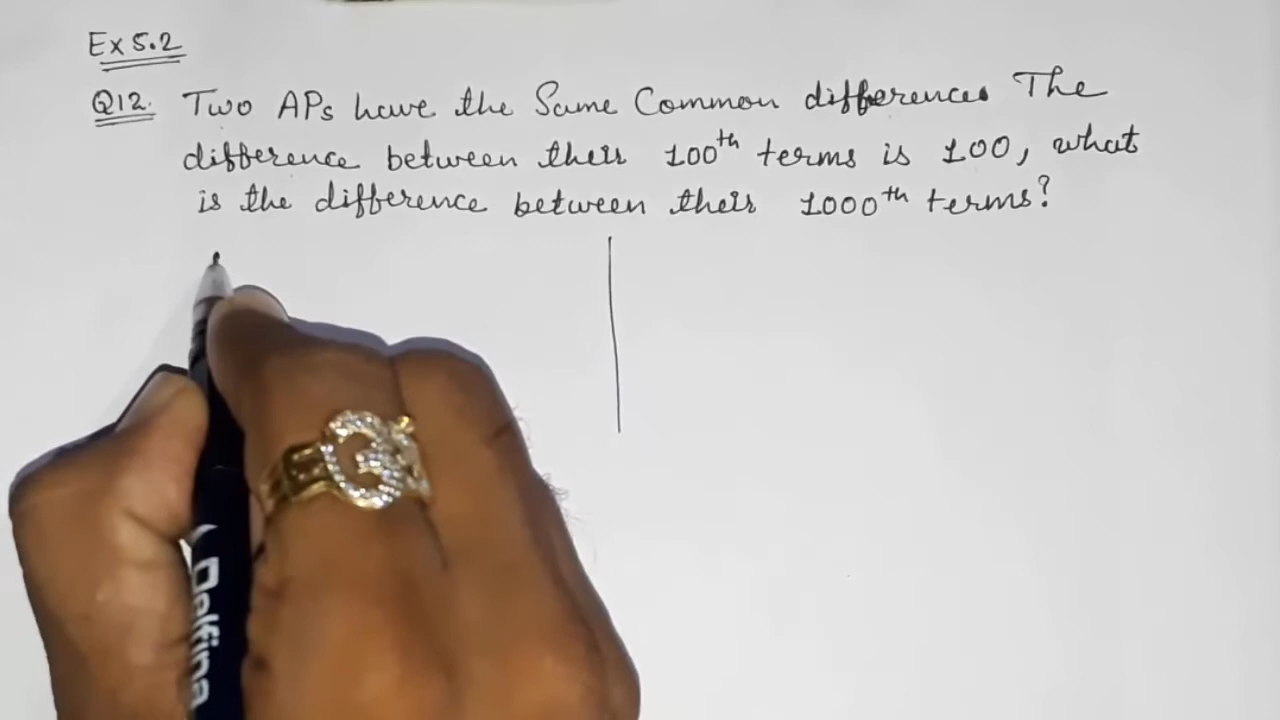 Ex 5.2
Q12. Two APs have the Same Common differences The
difference between their 100th terms is 100, what
is the difference between their 1000th terms?
Delfina